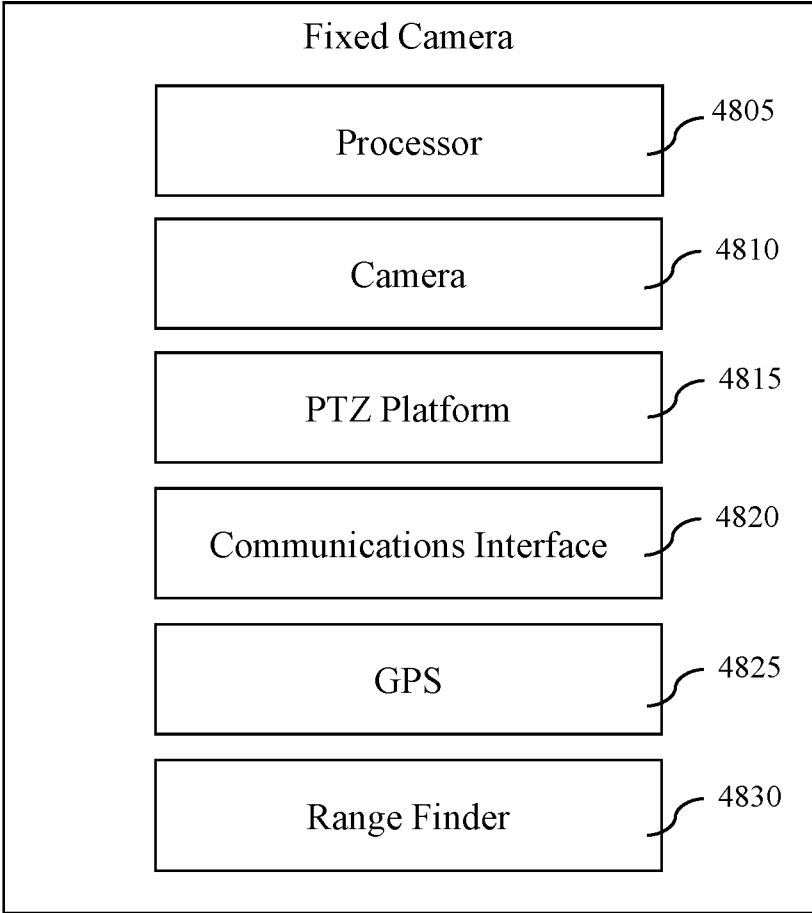 Fixed Camera
Processor
4805
Camera
4810
PTZ Platform
4815
Communications Interface
4820
GPS
4825
Range Finder
4830